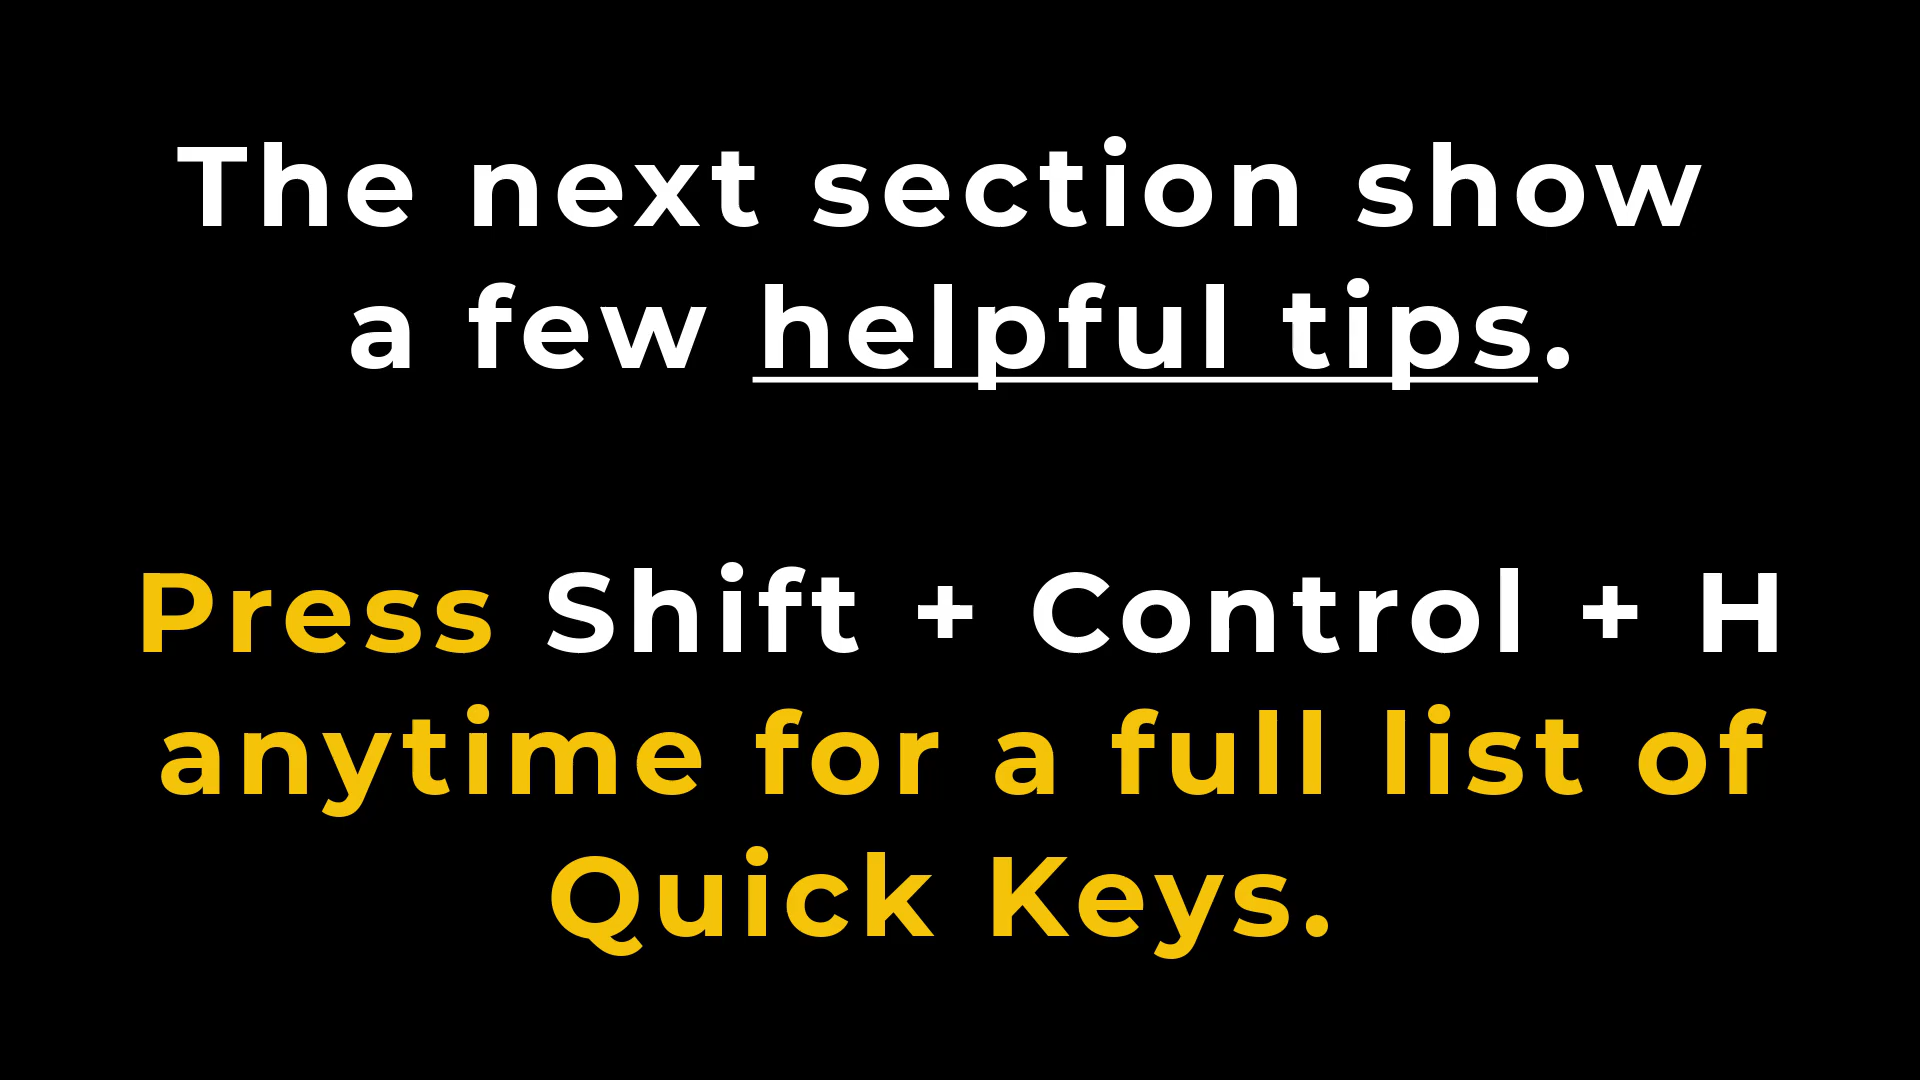 The next section show
a few helpful tips.
Press Shift + Control + H
anytime for a full list of
Quick Keys.